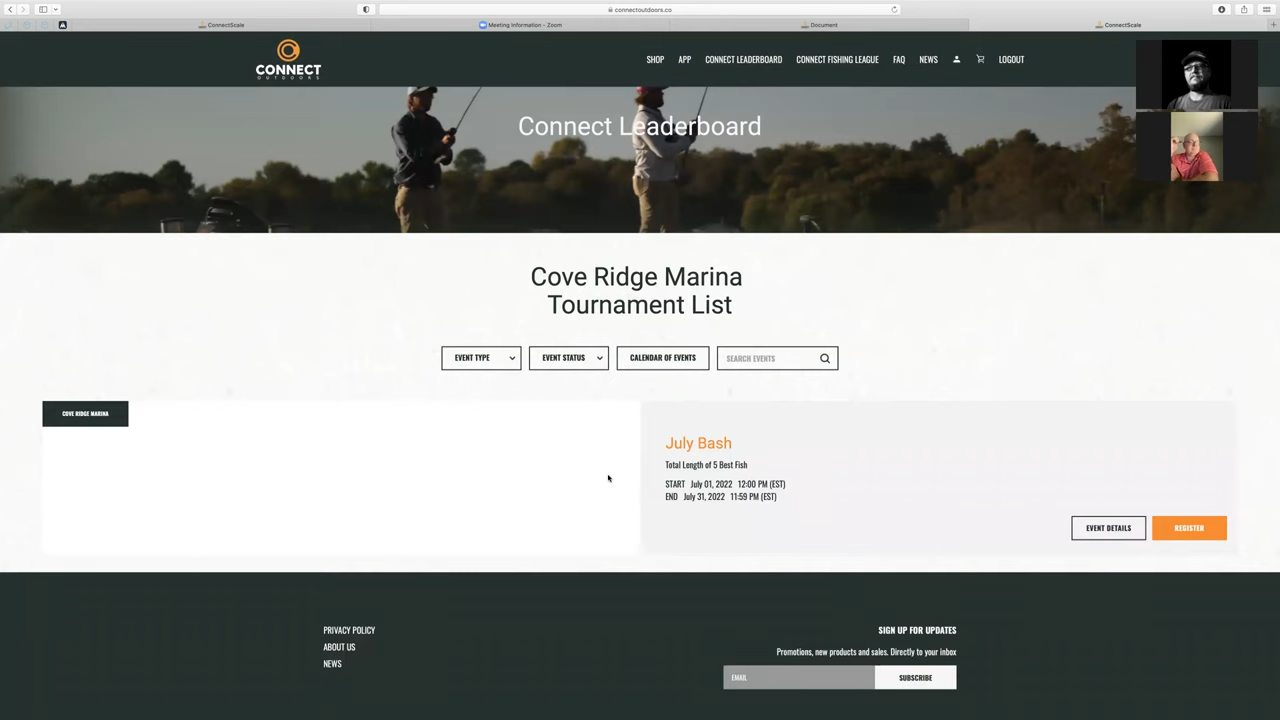 connectoutdoors.co
ConnectScale
Meeting Information - Zoom
Document
ConnectScale
CONNECT
OUTDOORS
SHOP
APP
CONNECT LEADERBOARD
CONNECT FISHING LEAGUE
FAQ
NEWS
LOGOUT
Connect Leaderboard
Cove Ridge Marina
Tournament List
EVENT TYPE
EVENT STATUS
CALENDAR OF EVENTS
SEARCH EVENTS
COVE RIDGE MARINA
July Bash
Total Length of 5 Best Fish
START July 01, 2022 12:00 PM (EST)
END July 31, 2022 11:59 PM (EST)
EVENT DETAILS
REGISTER
PRIVACY POLICY
ABOUT US
NEWS
SIGN UP FOR UPDATES
Promotions, new products and sales. Directly to your inbox
EMAIL
SUBSCRIBE